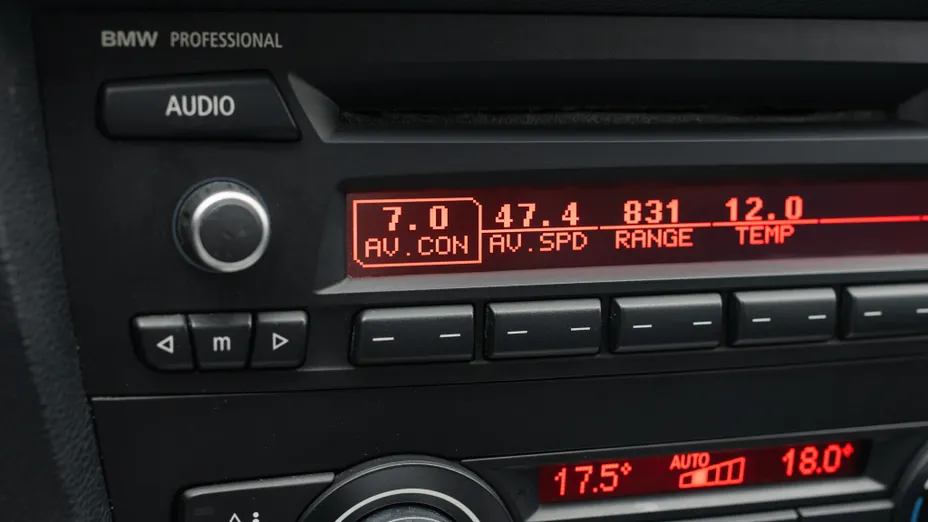 BMW PROFESSIONAL
AUDIO
7.0 47.4 831 12.0
AV.CON AV.SPD RANGE TEMP
m
17.5° AUTO 18.0°